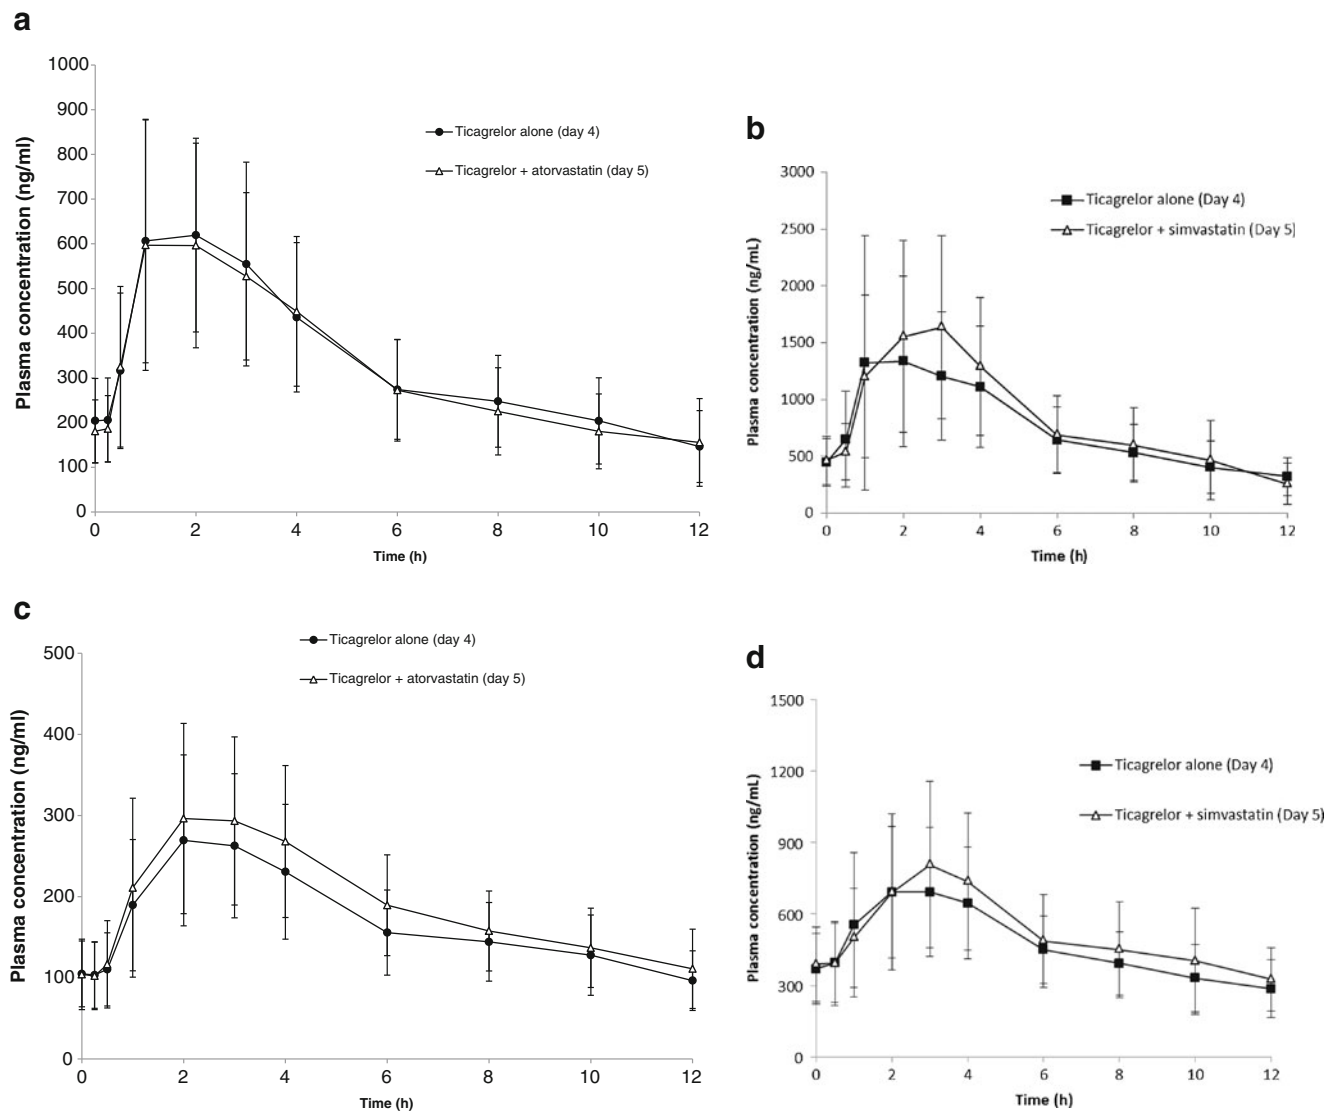 a
Plasma concentration (ng/ml)
1000
900
800
700
600
500
400
300
200
100
0
0 2 4 6 8 10 12
Time (h)
Ticagrelor alone (day 4)
Ticagrelor + atorvastatin (day 5)
b
Plasma concentration (ng/mL)
3000
2500
2000
1500
1000
500
0
0 2 4 6 8 10 12
Time (h)
Ticagrelor alone (Day 4)
Ticagrelor + simvastatin (Day 5)
c
Plasma concentration (ng/ml)
500
400
300
200
100
0
0 2 4 6 8 10 12
Time (h)
Ticagrelor alone (day 4)
Ticagrelor + atorvastatin (day 5)
d
Plasma concentration (ng/mL)
1500
1200
900
600
300
0
0 2 4 6 8 10 12
Time (h)
Ticagrelor alone (Day 4)
Ticagrelor + simvastatin (Day 5)